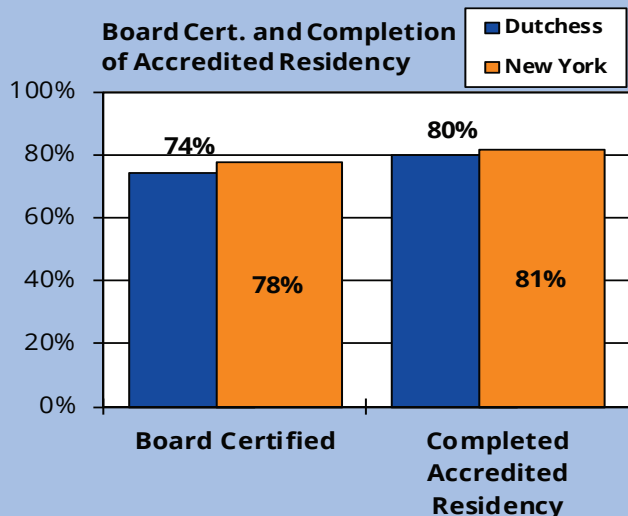 Board Cert. and Completion
of Accredited Residency
Dutchess
New York
100%
80%
60%
40%
20%
0%
74%
78%
80%
81%
Board Certified
Completed
Accredited
Residency